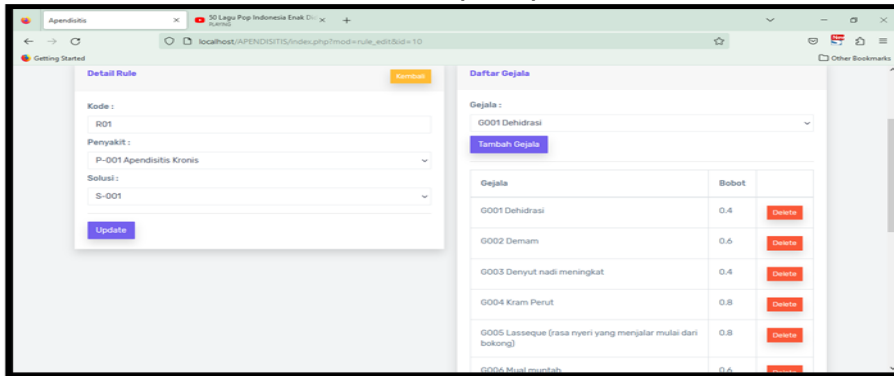 Apendisitis
50 Lagu Pop Indonesia Enak Di
PLAYING
localhost/APENDISITIS/index.php?mod=rule_edit&id=10
Getting Started
Other Bookmarks
Detail Rule
Kembali
Kode :
R01
Penyakit :
P-001 Apendisitis Kronis
Solusi :
S-001
Update
Daftar Gejala
Gejala :
G001 Dehidrasi
Tambah Gejala
Gejala Bobot
G001 Dehidrasi 0.4 Delete
G002 Demam 0.6 Delete
G003 Denyut nadi meningkat 0.4 Delete
G004 Kram Perut 0.8 Delete
G005 Lasseque (rasa nyeri yang menjalar mulai dari
bokong) 0.8 Delete
G006 Mual muntah 0.6 Delete